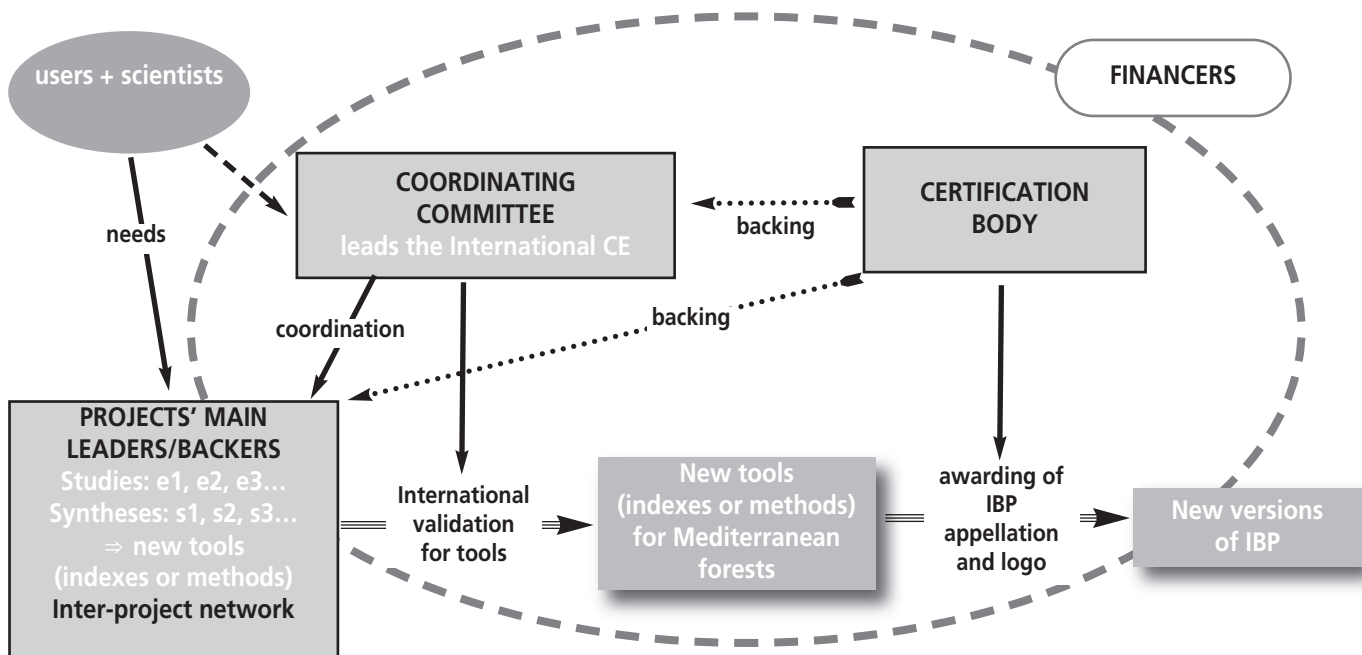 users + scientists
FINANCERS
COORDINATING
COMMITTEE
leads the International CE
CERTIFICATION
BODY
backing
needs
coordination
backing
PROJECTS’ MAIN
LEADERS/BACKERS
Studies: e1, e2, e3…
Syntheses: s1, s2, s3…
⇒ new tools
(indexes or methods)
Inter-project network
International
validation
for tools
New tools
(indexes or methods)
for Mediterranean
forests
awarding of
IBP
appellation
and logo
New versions
of IBP